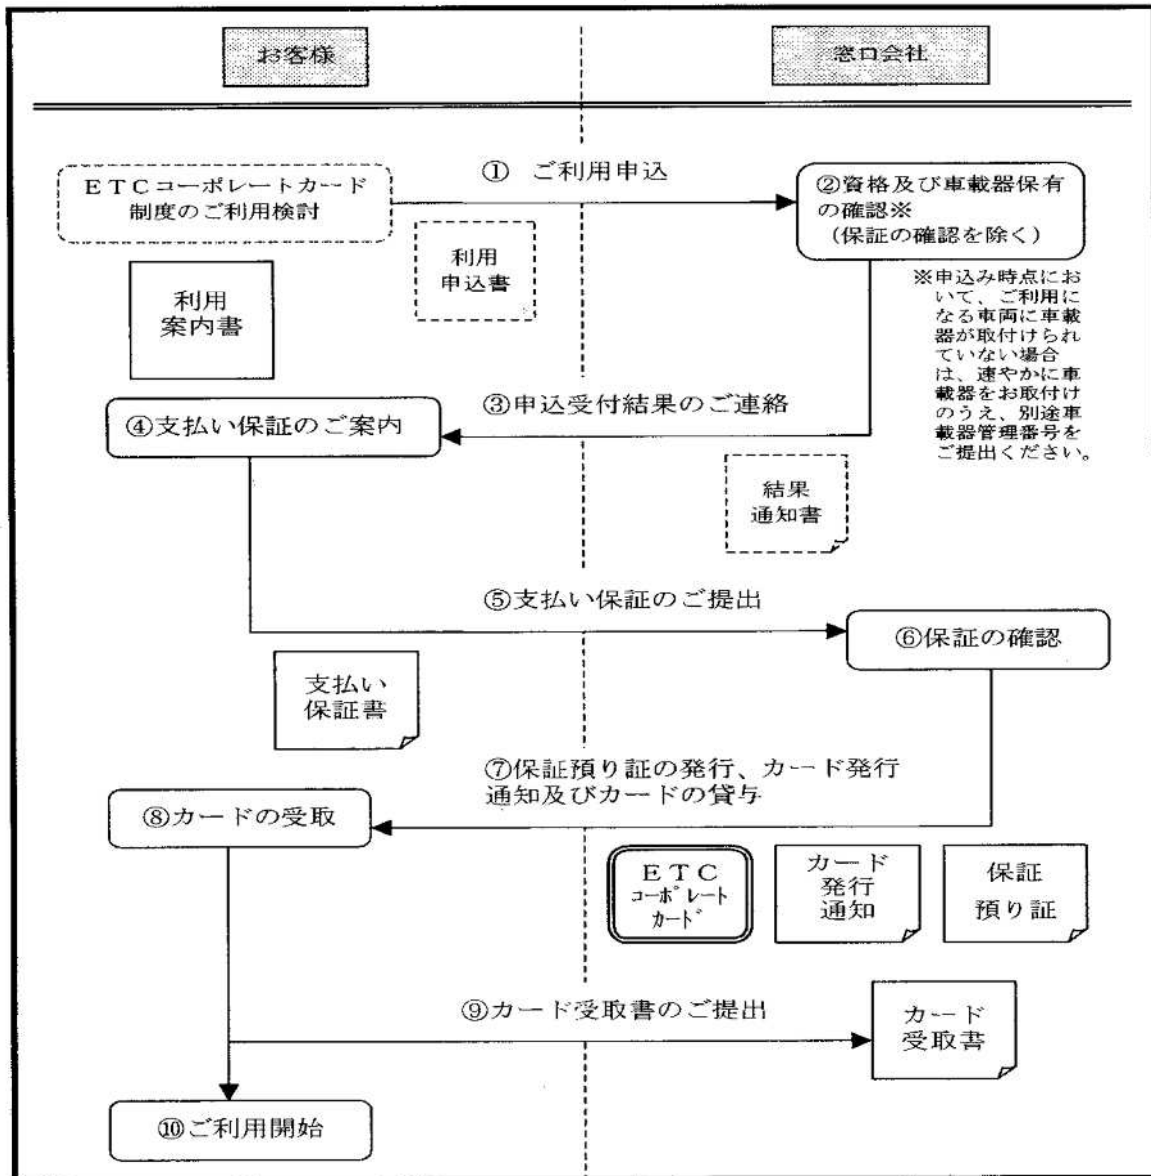 お客様
窓口会社
ETCコーポレートカード
制度のご利用検討
① ご利用申込
②資格及び車載器保有
の確認※
(保証の確認を除く)
利用
申込書
利用
案内書
※申込み時点にお
いて、ご利用に
なる車両に車載
器が取付けられ
ていない場合
は、速やかに車
載器をお取付け
のうえ、別途車
載器管理番号を
ご提出ください。
③申込受付結果のご連絡
④支払い保証のご案内
結果
通知書
⑤支払い保証のご提出
⑥保証の確認
支払い
保証書
⑦保証預り証の発行、カード発行
通知及びカードの貸与
⑧カードの受取
ETC
コーポレート
カード
カード
発行
通知
保証
預り証
⑨カード受取書のご提出
カード
受取書
⑩ご利用開始